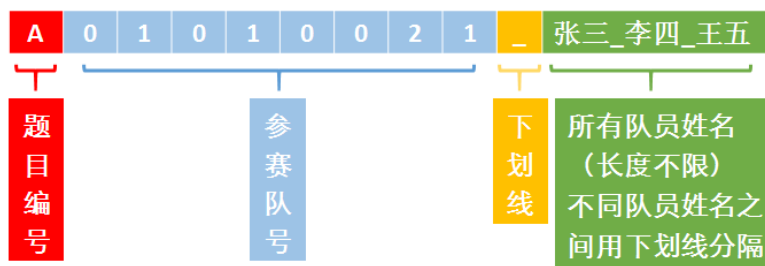 A 0 1 0 1 0 0 2 1 _ 张三_李四_王五
题目编号
参赛队号
下划线
所有队员姓名
（长度不限）
不同队员姓名之
间用下划线分隔